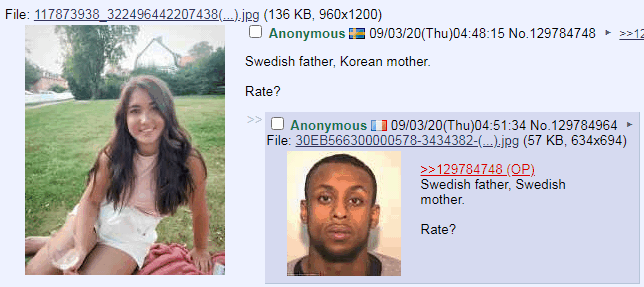 File: 117873938_322496442207438(...).jpg (136 KB, 960x1200)
Anonymous 09/03/20(Thu)04:48:15 No.129784748 ▸ >>12
Swedish father, Korean mother.
Rate?
>> Anonymous 09/03/20(Thu)04:51:34 No.129784964 ▸
File: 30EB566300000578-3434382-(...).jpg (57 KB, 634x694)
>>129784748 (OP)
Swedish father, Swedish
mother.
Rate?